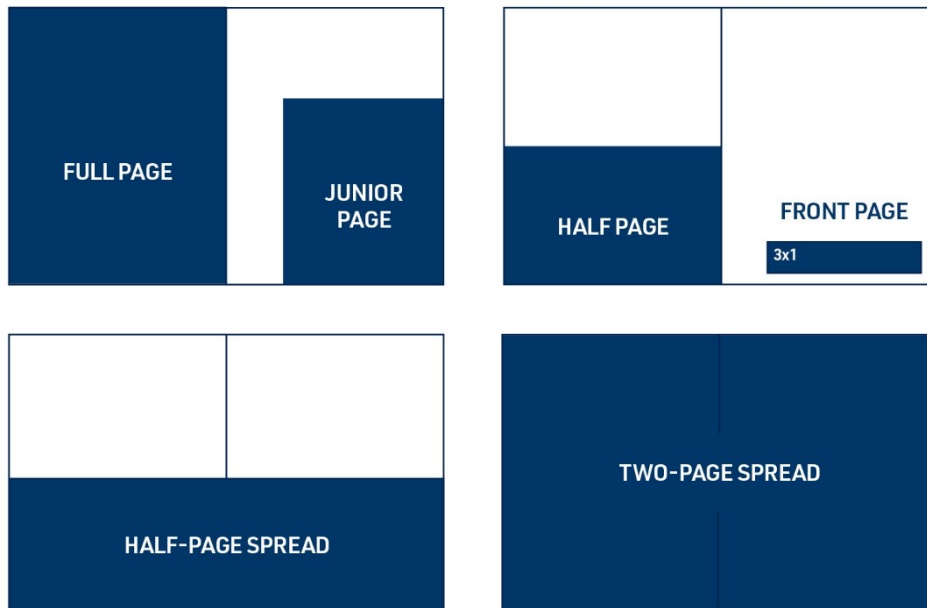 FULL PAGE
JUNIOR
PAGE
HALF PAGE
FRONT PAGE
3x1
HALF-PAGE SPREAD
TWO-PAGE SPREAD